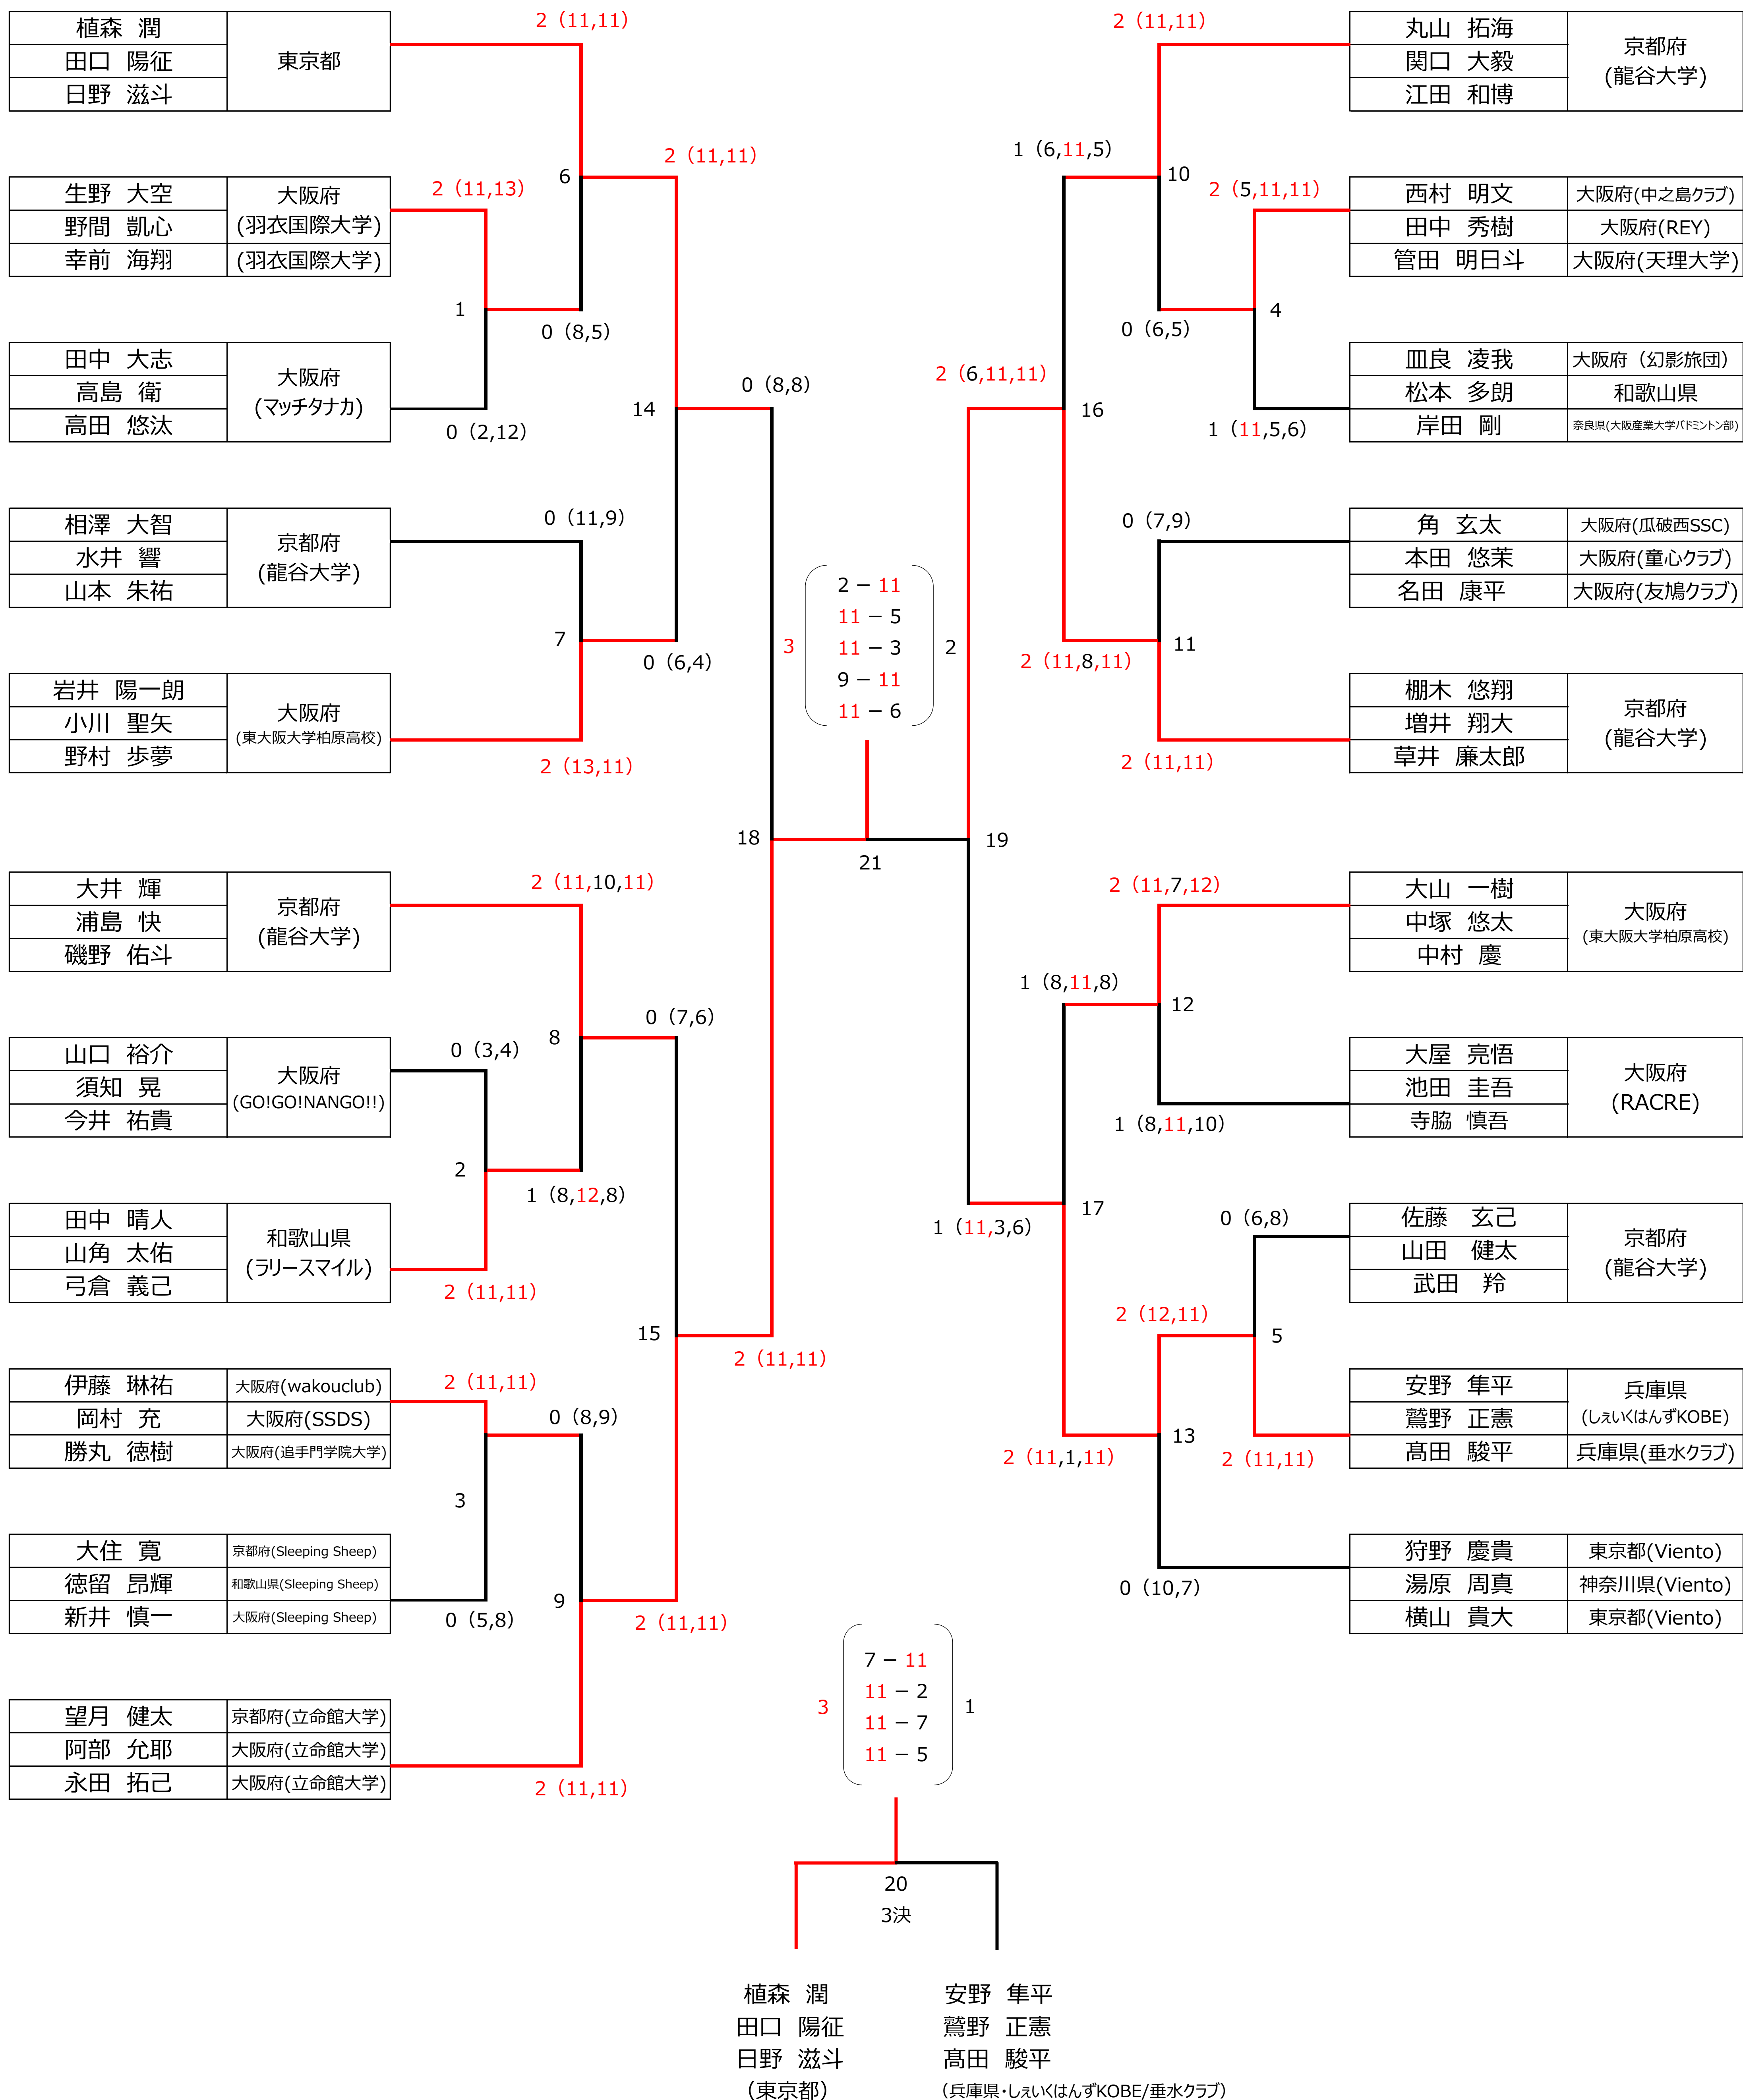 植森 潤
田口 陽征
日野 滋斗
東京都
2（11,11）
生野 大空
野間 凱心
幸前 海翔
大阪府
(羽衣国際大学)
(羽衣国際大学)
2（11,13）
6
2（11,11）
1
0（8,5）
田中 大志
高島 衛
高田 悠汰
大阪府
(マッチタナカ)
0（2,12）
14
0（8,8）
相澤 大智
水井 響
山本 朱祐
京都府
(龍谷大学)
0（11,9）
7
0（6,4）
岩井 陽一朗
小川 聖矢
野村 歩夢
大阪府
(東大阪大学柏原高校)
2（13,11）
18
大井 輝
浦島 快
磯野 佑斗
京都府
(龍谷大学)
2（11,10,11）
山口 裕介
須知 晃
今井 祐貴
大阪府
(GO!GO!NANGO!!)
0（3,4）
8
0（7,6）
2
1（8,12,8）
田中 晴人
山角 太佑
弓倉 義己
和歌山県
(ラリースマイル)
2（11,11）
15
2（11,11）
伊藤 琳祐
岡村 充
勝丸 徳樹
大阪府(wakouclub)
大阪府(SSDS)
大阪府(追手門学院大学)
2（11,11）
0（8,9）
3
大住 寛
徳留 昂輝
新井 慎一
京都府(Sleeping Sheep)
和歌山県(Sleeping Sheep)
大阪府(Sleeping Sheep)
0（5,8）
9
2（11,11）
望月 健太
阿部 允耶
永田 拓己
京都府(立命館大学)
大阪府(立命館大学)
大阪府(立命館大学)
2（11,11）
3
2 − 11
11 − 5
11 − 3
9 − 11
11 − 6
2
21
2（11,11）
丸山 拓海
関口 大毅
江田 和博
京都府
(龍谷大学)
1（6,11,5）
10
2（5,11,11）
西村 明文
田中 秀樹
管田 明日斗
大阪府(中之島クラブ)
大阪府(REY)
大阪府(天理大学)
0（6,5）
4
2（6,11,11）
16
1（11,5,6）
皿良 凌我
松本 多朗
岸田 剛
大阪府（幻影旅団）
和歌山県
奈良県(大阪産業大学バドミントン部)
0（7,9）
角 玄太
本田 悠茉
名田 康平
大阪府(瓜破西SSC)
大阪府(童心クラブ)
大阪府(友鳩クラブ)
2（11,8,11）
11
2（11,11）
棚木 悠翔
増井 翔大
草井 廉太郎
京都府
(龍谷大学)
19
2（11,7,12）
大山 一樹
中塚 悠太
中村 慶
大阪府
(東大阪大学柏原高校)
1（8,11,8）
12
1（8,11,10）
大屋 亮悟
池田 圭吾
寺脇 慎吾
大阪府
(RACRE)
1（11,3,6）
17
0（6,8）
佐藤 玄己
山田 健太
武田 羚
京都府
(龍谷大学)
2（12,11）
5
2（11,1,11）
13
2（11,11）
安野 隼平
鷲野 正憲
髙田 駿平
兵庫県
(しぇいくはんずKOBE)
兵庫県(垂水クラブ)
0（10,7）
狩野 慶貴
湯原 周真
横山 貴大
東京都(Viento)
神奈川県(Viento)
東京都(Viento)
3
7 − 11
11 − 2
11 − 7
11 − 5
1
20
3決
植森 潤
田口 陽征
日野 滋斗
（東京都）
安野 隼平
鷲野 正憲
髙田 駿平
（兵庫県・しぇいくはんずKOBE/垂水クラブ）